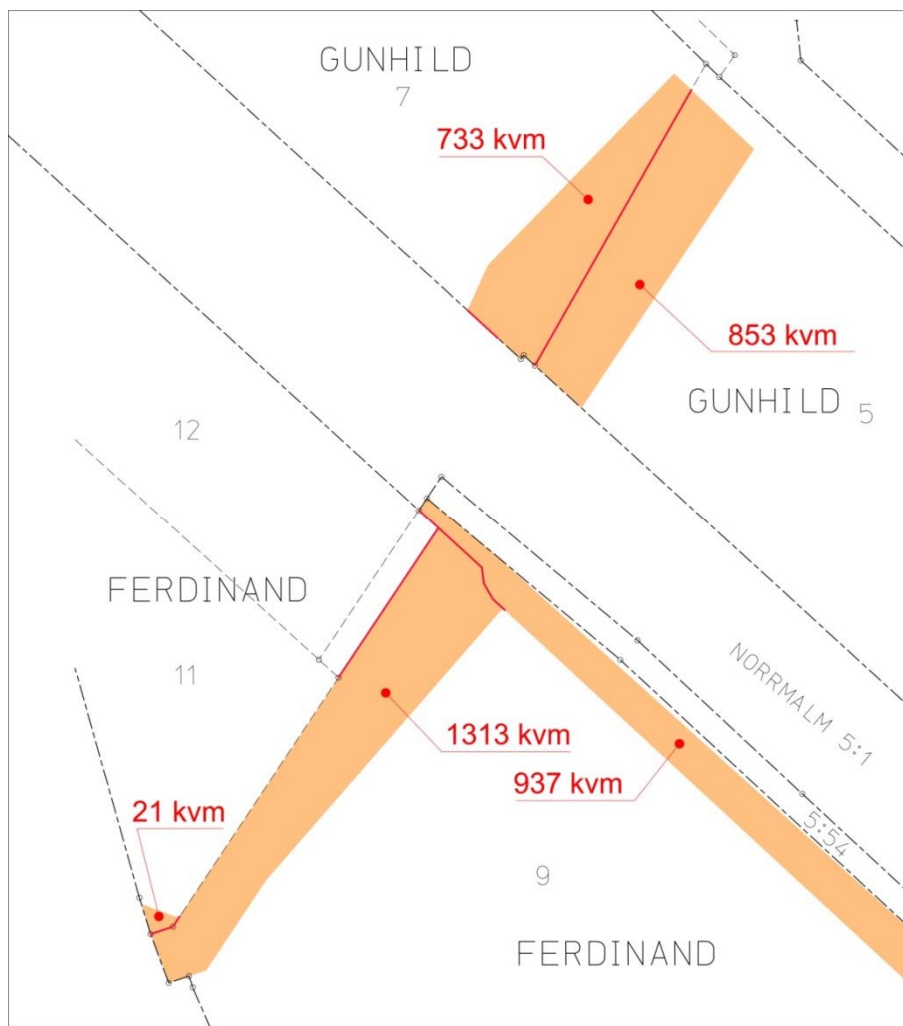 GUNHILD
7
733 kvm
853 kvm
GUNHILD 5
12
FERDINAND
11
NORRMALM 5:1
1313 kvm
937 kvm
21 kvm
5:54
9
FERDINAND